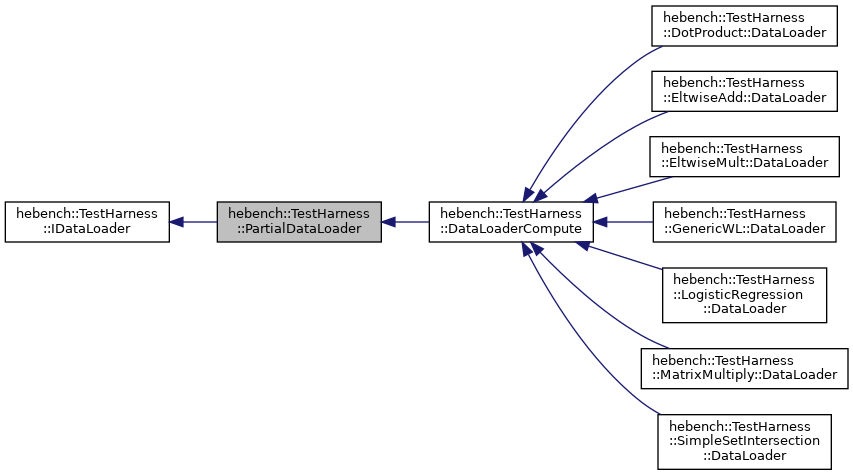 hebench::TestHarness
::IDataLoader
hebench::TestHarness
::PartialDataLoader
hebench::TestHarness
::DataLoaderCompute
hebench::TestHarness
::DotProduct::DataLoader
hebench::TestHarness
::EltwiseAdd::DataLoader
hebench::TestHarness
::EltwiseMult::DataLoader
hebench::TestHarness
::GenericWL::DataLoader
hebench::TestHarness
::LogisticRegression
::DataLoader
hebench::TestHarness
::MatrixMultiply::DataLoader
hebench::TestHarness
::SimpleSetIntersection
::DataLoader